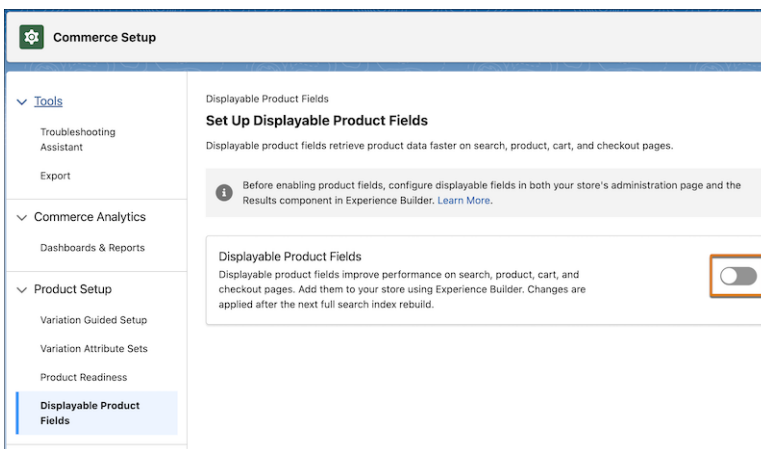 Commerce Setup
Tools
Troubleshooting
Assistant
Export
Commerce Analytics
Dashboards & Reports
Product Setup
Variation Guided Setup
Variation Attribute Sets
Product Readiness
Displayable Product
Fields
Displayable Product Fields
Set Up Displayable Product Fields
Displayable product fields retrieve product data faster on search, product, cart, and checkout pages.
Before enabling product fields, configure displayable fields in both your store's administration page and the
Results component in Experience Builder. Learn More.
Displayable Product Fields
Displayable product fields improve performance on search, product, cart, and
checkout pages. Add them to your store using Experience Builder. Changes are
applied after the next full search index rebuild.